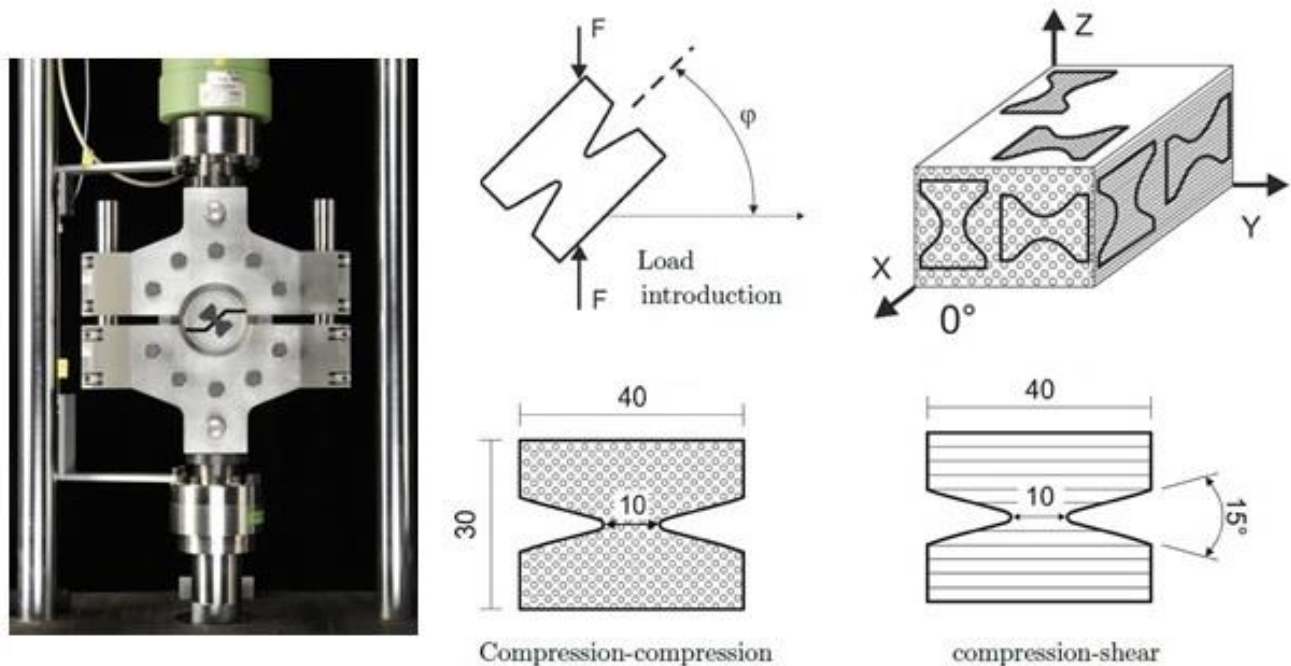 F
φ
Load
introduction
F
Z
Y
X
0°
40
30
10
Compression-compression
40
10
15°
compression-shear